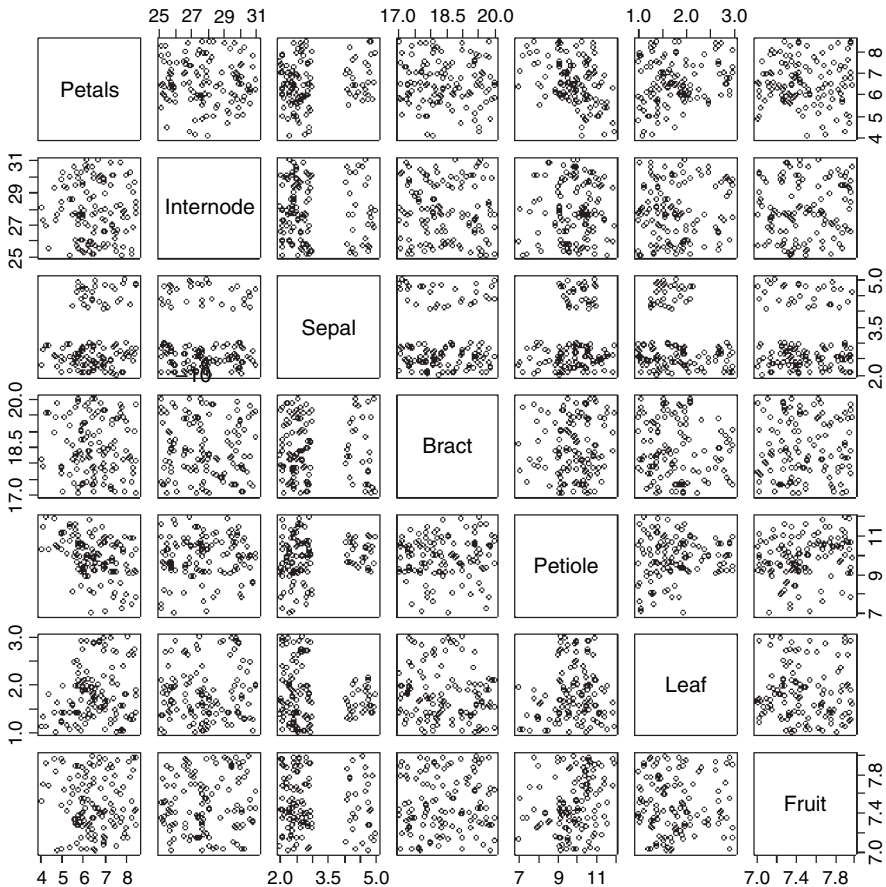 25 27 29 31 17.0 18.5 20.0 1.0 2.0 3.0
Petals
4 5 6 7 8
25 27 29 31
Internode
Sepal
2.0 3.5 5.0
-10
17.0 18.5 20.0
Bract
Petiole
7 9 11
1.0 2.0 3.0
Leaf
Fruit
7.0 7.4 7.8
4 5 6 7 8 2.0 3.5 5.0 7 9 11 7.0 7.4 7.8